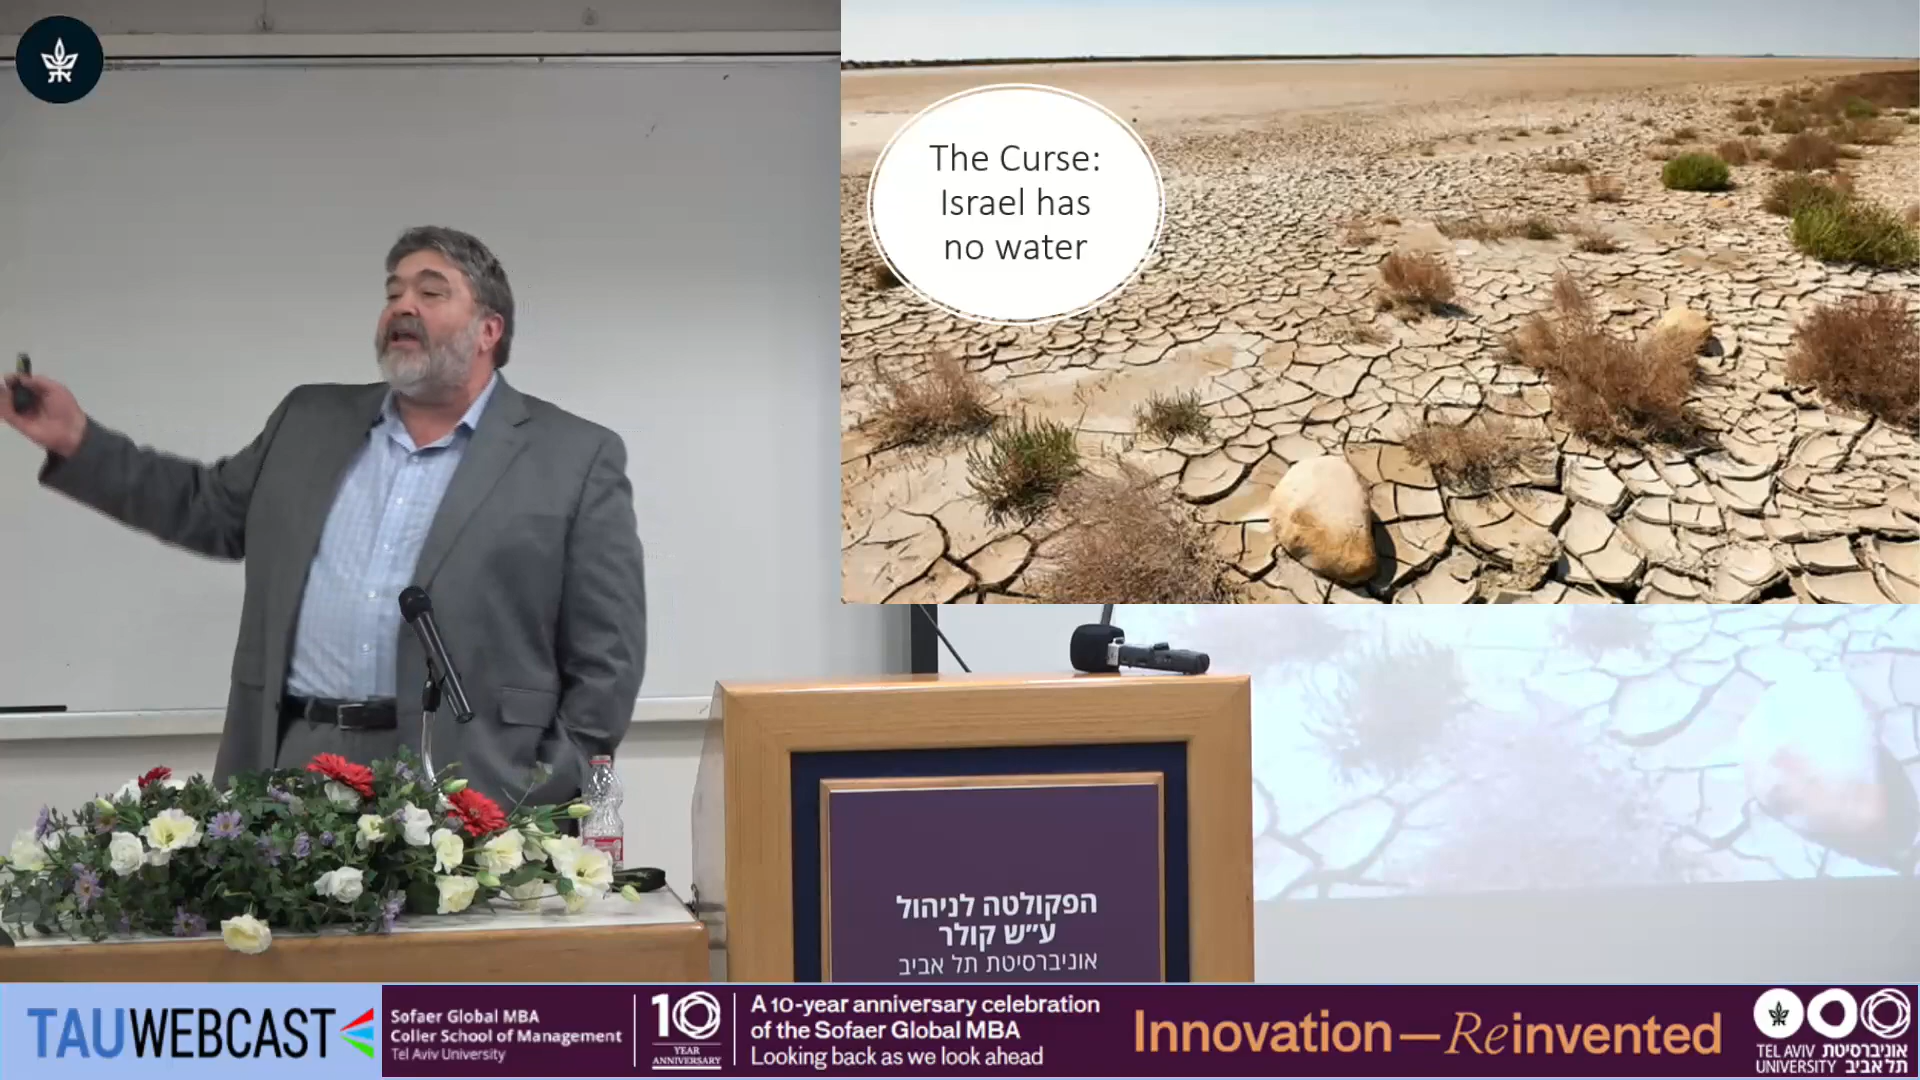 The Curse:
Israel has
no water
הפקולטה לניהול
ע״ש קולר
אוניברסיטת תל אביב
TAUWEBCAST
Sofaer Global MBA
Coller School of Management
Tel Aviv University
10
YEAR
ANNIVERSARY
A 10-year anniversary celebration
of the Sofaer Global MBA
Looking back as we look ahead
Innovation—Reinvented
TEL AVIV אוניברסיטת
UNIVERSITY תל אביב